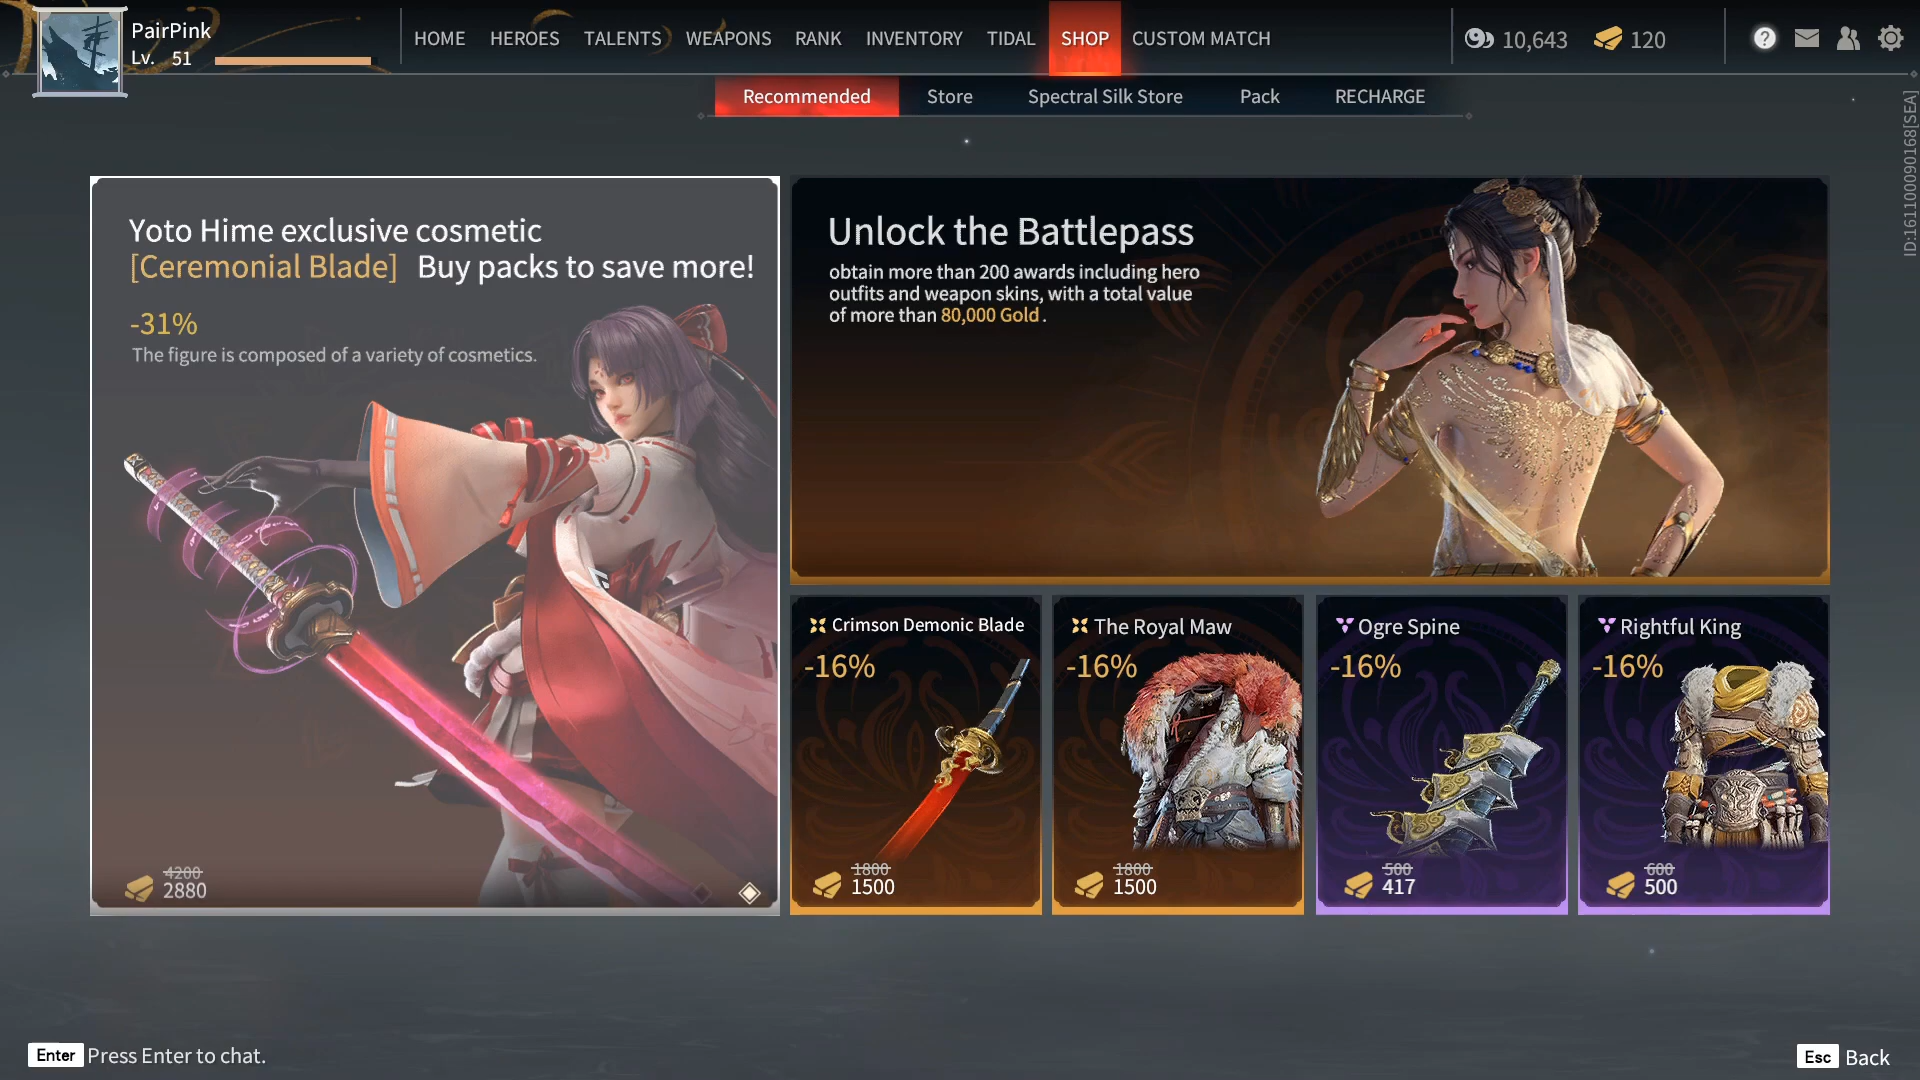 PairPink
Lv. 51
HOME HEROES TALENTS WEAPONS RANK INVENTORY TIDAL SHOP CUSTOM MATCH
10,643 120
?
Recommended Store Spectral Silk Store Pack RECHARGE
ID:1611000090168[SEA]
Yoto Hime exclusive cosmetic
[Ceremonial Blade] Buy packs to save more!
-31%
The figure is composed of a variety of cosmetics.
4200
2880
Unlock the Battlepass
obtain more than 200 awards including hero
outfits and weapon skins, with a total value
of more than 80,000 Gold .
Crimson Demonic Blade
-16%
1800
1500
The Royal Maw
-16%
1800
1500
Ogre Spine
-16%
500
417
Rightful King
-16%
600
500
Enter Press Enter to chat.
Esc Back